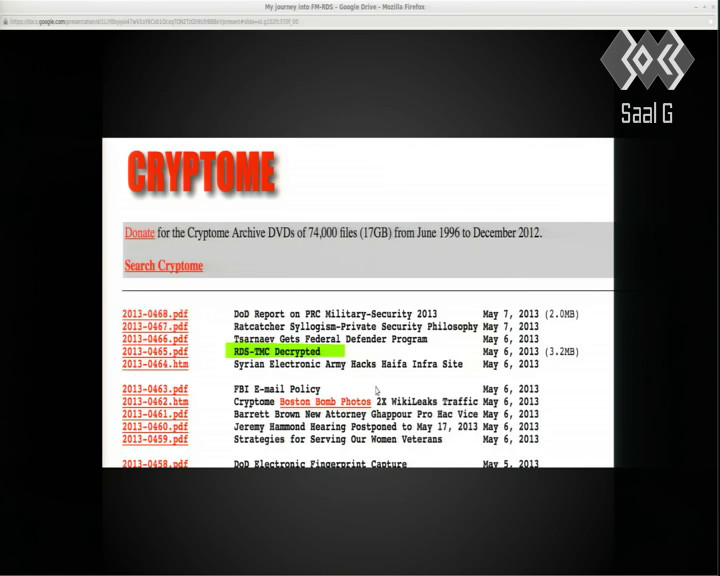 My journey into FM-RDS - Google Drive - Mozilla Firefox
Saal G
CRYPTOME
Donate for the Cryptome Archive DVDs of 74,000 files (17GB) from June 1996 to December 2012.
Search Cryptome
2013-0468.pdf DoD Report on PRC Military-Security 2013 May 7, 2013 (2.0MB)
2013-0467.pdf Ratcatcher Syllogism-Private Security Philosophy May 7, 2013
2013-0466.pdf Tsarnaev Gets Federal Defender Program May 6, 2013
2013-0465.pdf RDS-TMC Decrypted May 6, 2013 (3.2MB)
2013-0464.htm Syrian Electronic Army Hacks Haifa Infra Site May 6, 2013
2013-0463.pdf FBI E-mail Policy May 6, 2013
2013-0462.htm Cryptome Boston Bomb Photos 2X WikiLeaks Traffic May 6, 2013
2013-0461.pdf Barrett Brown New Attorney Ghappour Pro Hac Vice May 6, 2013
2013-0460.pdf Jeremy Hammond Hearing Postponed to May 17, 2013 May 6, 2013
2013-0459.pdf Strategies for Serving Our Women Veterans May 6, 2013
2013-0458.pdf DoD Electronic Fingerprint Capture May 5, 2013